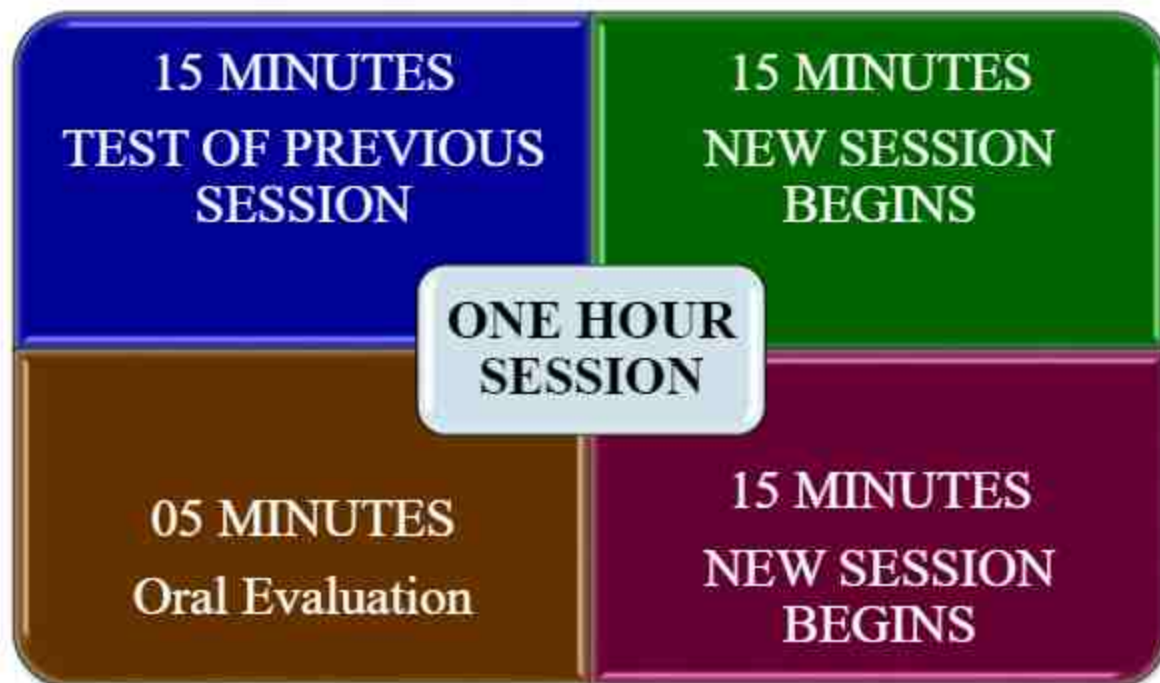 15 MINUTES
TEST OF PREVIOUS
SESSION
15 MINUTES
NEW SESSION
BEGINS
ONE HOUR
SESSION
05 MINUTES
Oral Evaluation
15 MINUTES
NEW SESSION
BEGINS